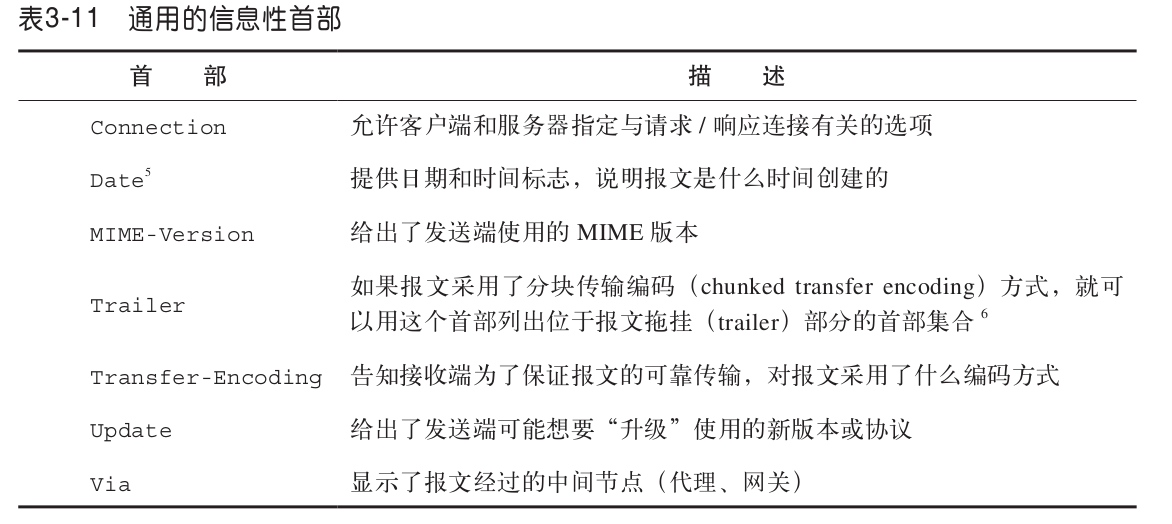 表3-11 通用的信息性首部
首 部 描 述
Connection 允许客户端和服务器指定与请求 / 响应连接有关的选项
Date5 提供日期和时间标志，说明报文是什么时间创建的
MIME-Version 给出了发送端使用的 MIME 版本
Trailer 如果报文采用了分块传输编码（chunked transfer encoding）方式，就可
以用这个首部列出位于报文拖挂（trailer）部分的首部集合 6
Transfer-Encoding 告知接收端为了保证报文的可靠传输，对报文采用了什么编码方式
Update 给出了发送端可能想要“升级”使用的新版本或协议
Via 显示了报文经过的中间节点（代理、网关）